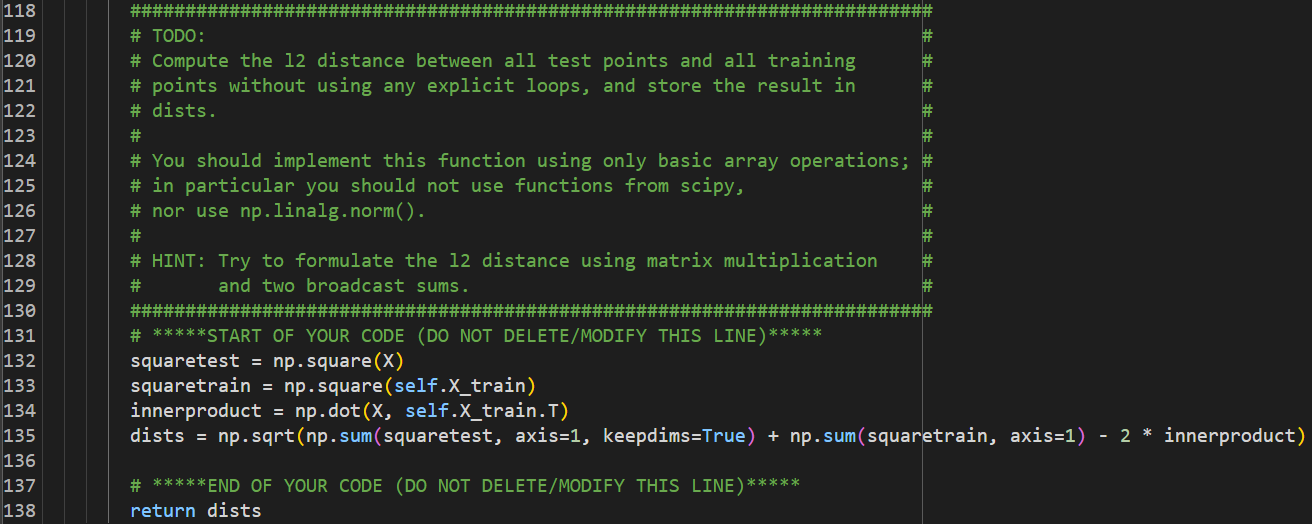 118 #########################################################################
119 # TODO: #
120 # Compute the l2 distance between all test points and all training #
121 # points without using any explicit loops, and store the result in #
122 # dists. #
123 # #
124 # You should implement this function using only basic array operations; #
125 # in particular you should not use functions from scipy, #
126 # nor use np.linalg.norm(). #
127 # #
128 # HINT: Try to formulate the l2 distance using matrix multiplication #
129 # and two broadcast sums. #
130 #########################################################################
131 # *****START OF YOUR CODE (DO NOT DELETE/MODIFY THIS LINE)*****
132 squaretest = np.square(X)
133 squaretrain = np.square(self.X_train)
134 innerproduct = np.dot(X, self.X_train.T)
135 dists = np.sqrt(np.sum(squaretest, axis=1, keepdims=True) + np.sum(squaretrain, axis=1) - 2 * innerproduct)
136
137 # *****END OF YOUR CODE (DO NOT DELETE/MODIFY THIS LINE)*****
138 return dists